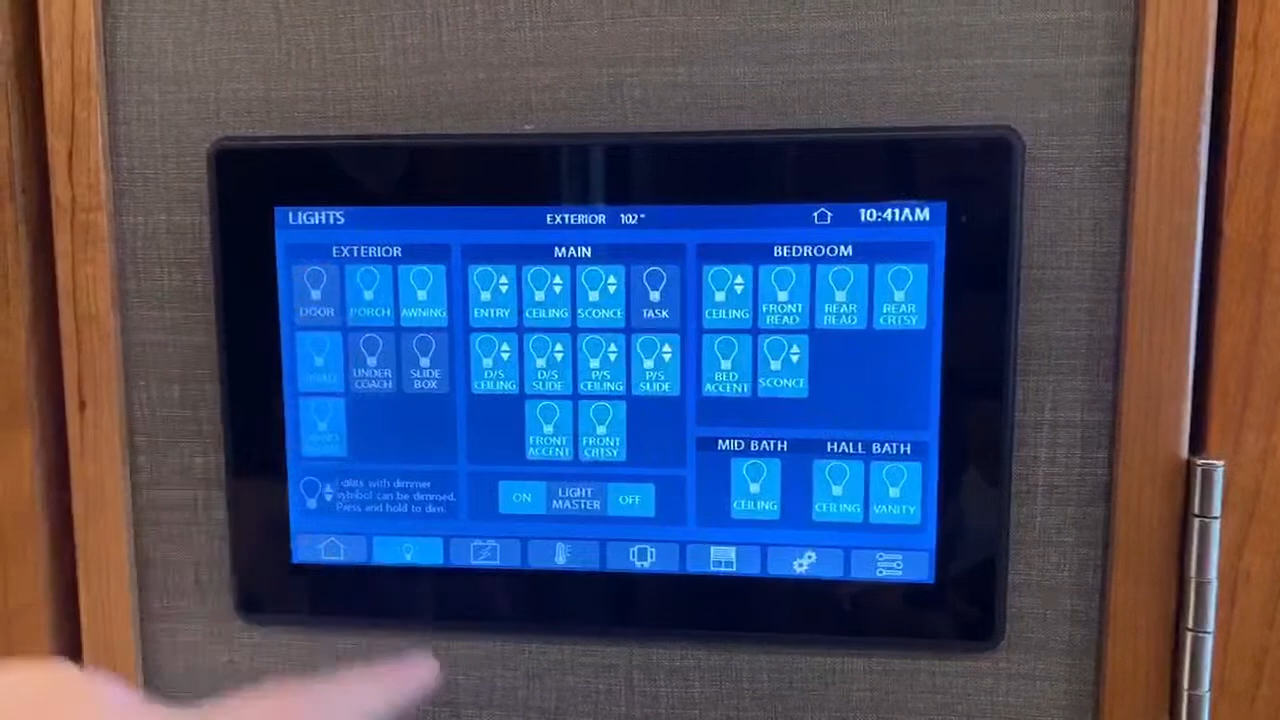 LIGHTS
EXTERIOR 102°
10:41AM
EXTERIOR
DOOR
PORCH
AWNING
UNDER
COACH
SLIDE
BOX
Lights with dimmer
symbol can be dimmed.
Press and hold to dim.
MAIN
ENTRY
CEILING
SCONCE
TASK
D/S
CEILING
D/S
SLIDE
P/S
CEILING
P/S
SLIDE
FRONT
ACCENT
FRONT
CRTSY
ON
LIGHT
MASTER
OFF
BEDROOM
CEILING
FRONT
READ
REAR
READ
REAR
CRTSY
BED
ACCENT
SCONCE
MID BATH
CEILING
HALL BATH
CEILING
VANITY